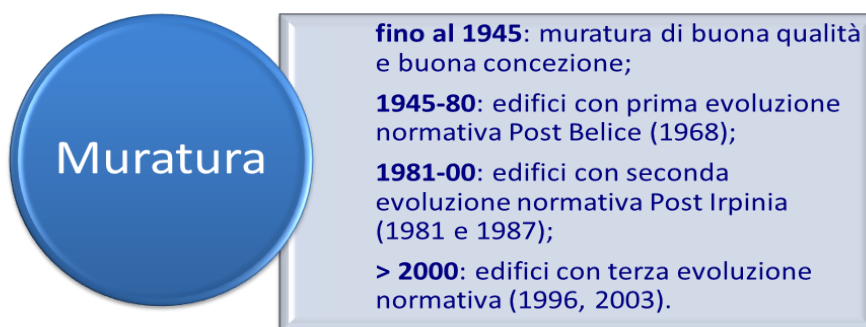 Muratura
fino al 1945: muratura di buona qualità
e buona concezione;
1945-80: edifici con prima evoluzione
normativa Post Belice (1968);
1981-00: edifici con seconda
evoluzione normativa Post Irpinia
(1981 e 1987);
> 2000: edifici con terza evoluzione
normativa (1996, 2003).